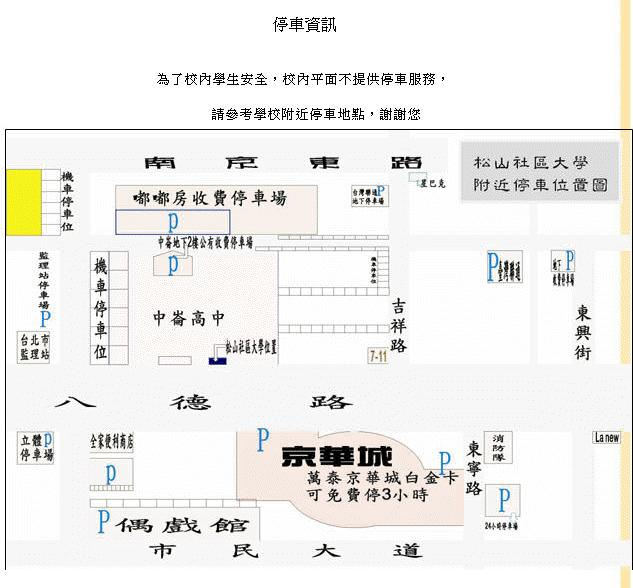 停車資訊
為了校內學生安全，校內平面不提供停車服務，
請參考學校附近停車地點，謝謝您
南京東路
松山社區大學
附近停車位置圖
機車停車位
嘟嘟房收費停車場
P
台灣聯通
地下停車場
P
星巴克
中崙地下2樓公有收費停車場
P
監理站停車場
P
機車停車位
機車停車位
台灣聯通
P
地下
收費停車場
P
中崙高中
吉祥路
東興街
台北市
監理站
松山社區大學位置
7-11
八德路
立體
停車場
P
全家便利商店
P
P
京華城
P
萬泰京華城白金卡
可免費停3小時
東寧路
消防隊
La new
P
24小時停車場
P
偶戲館
市民大道